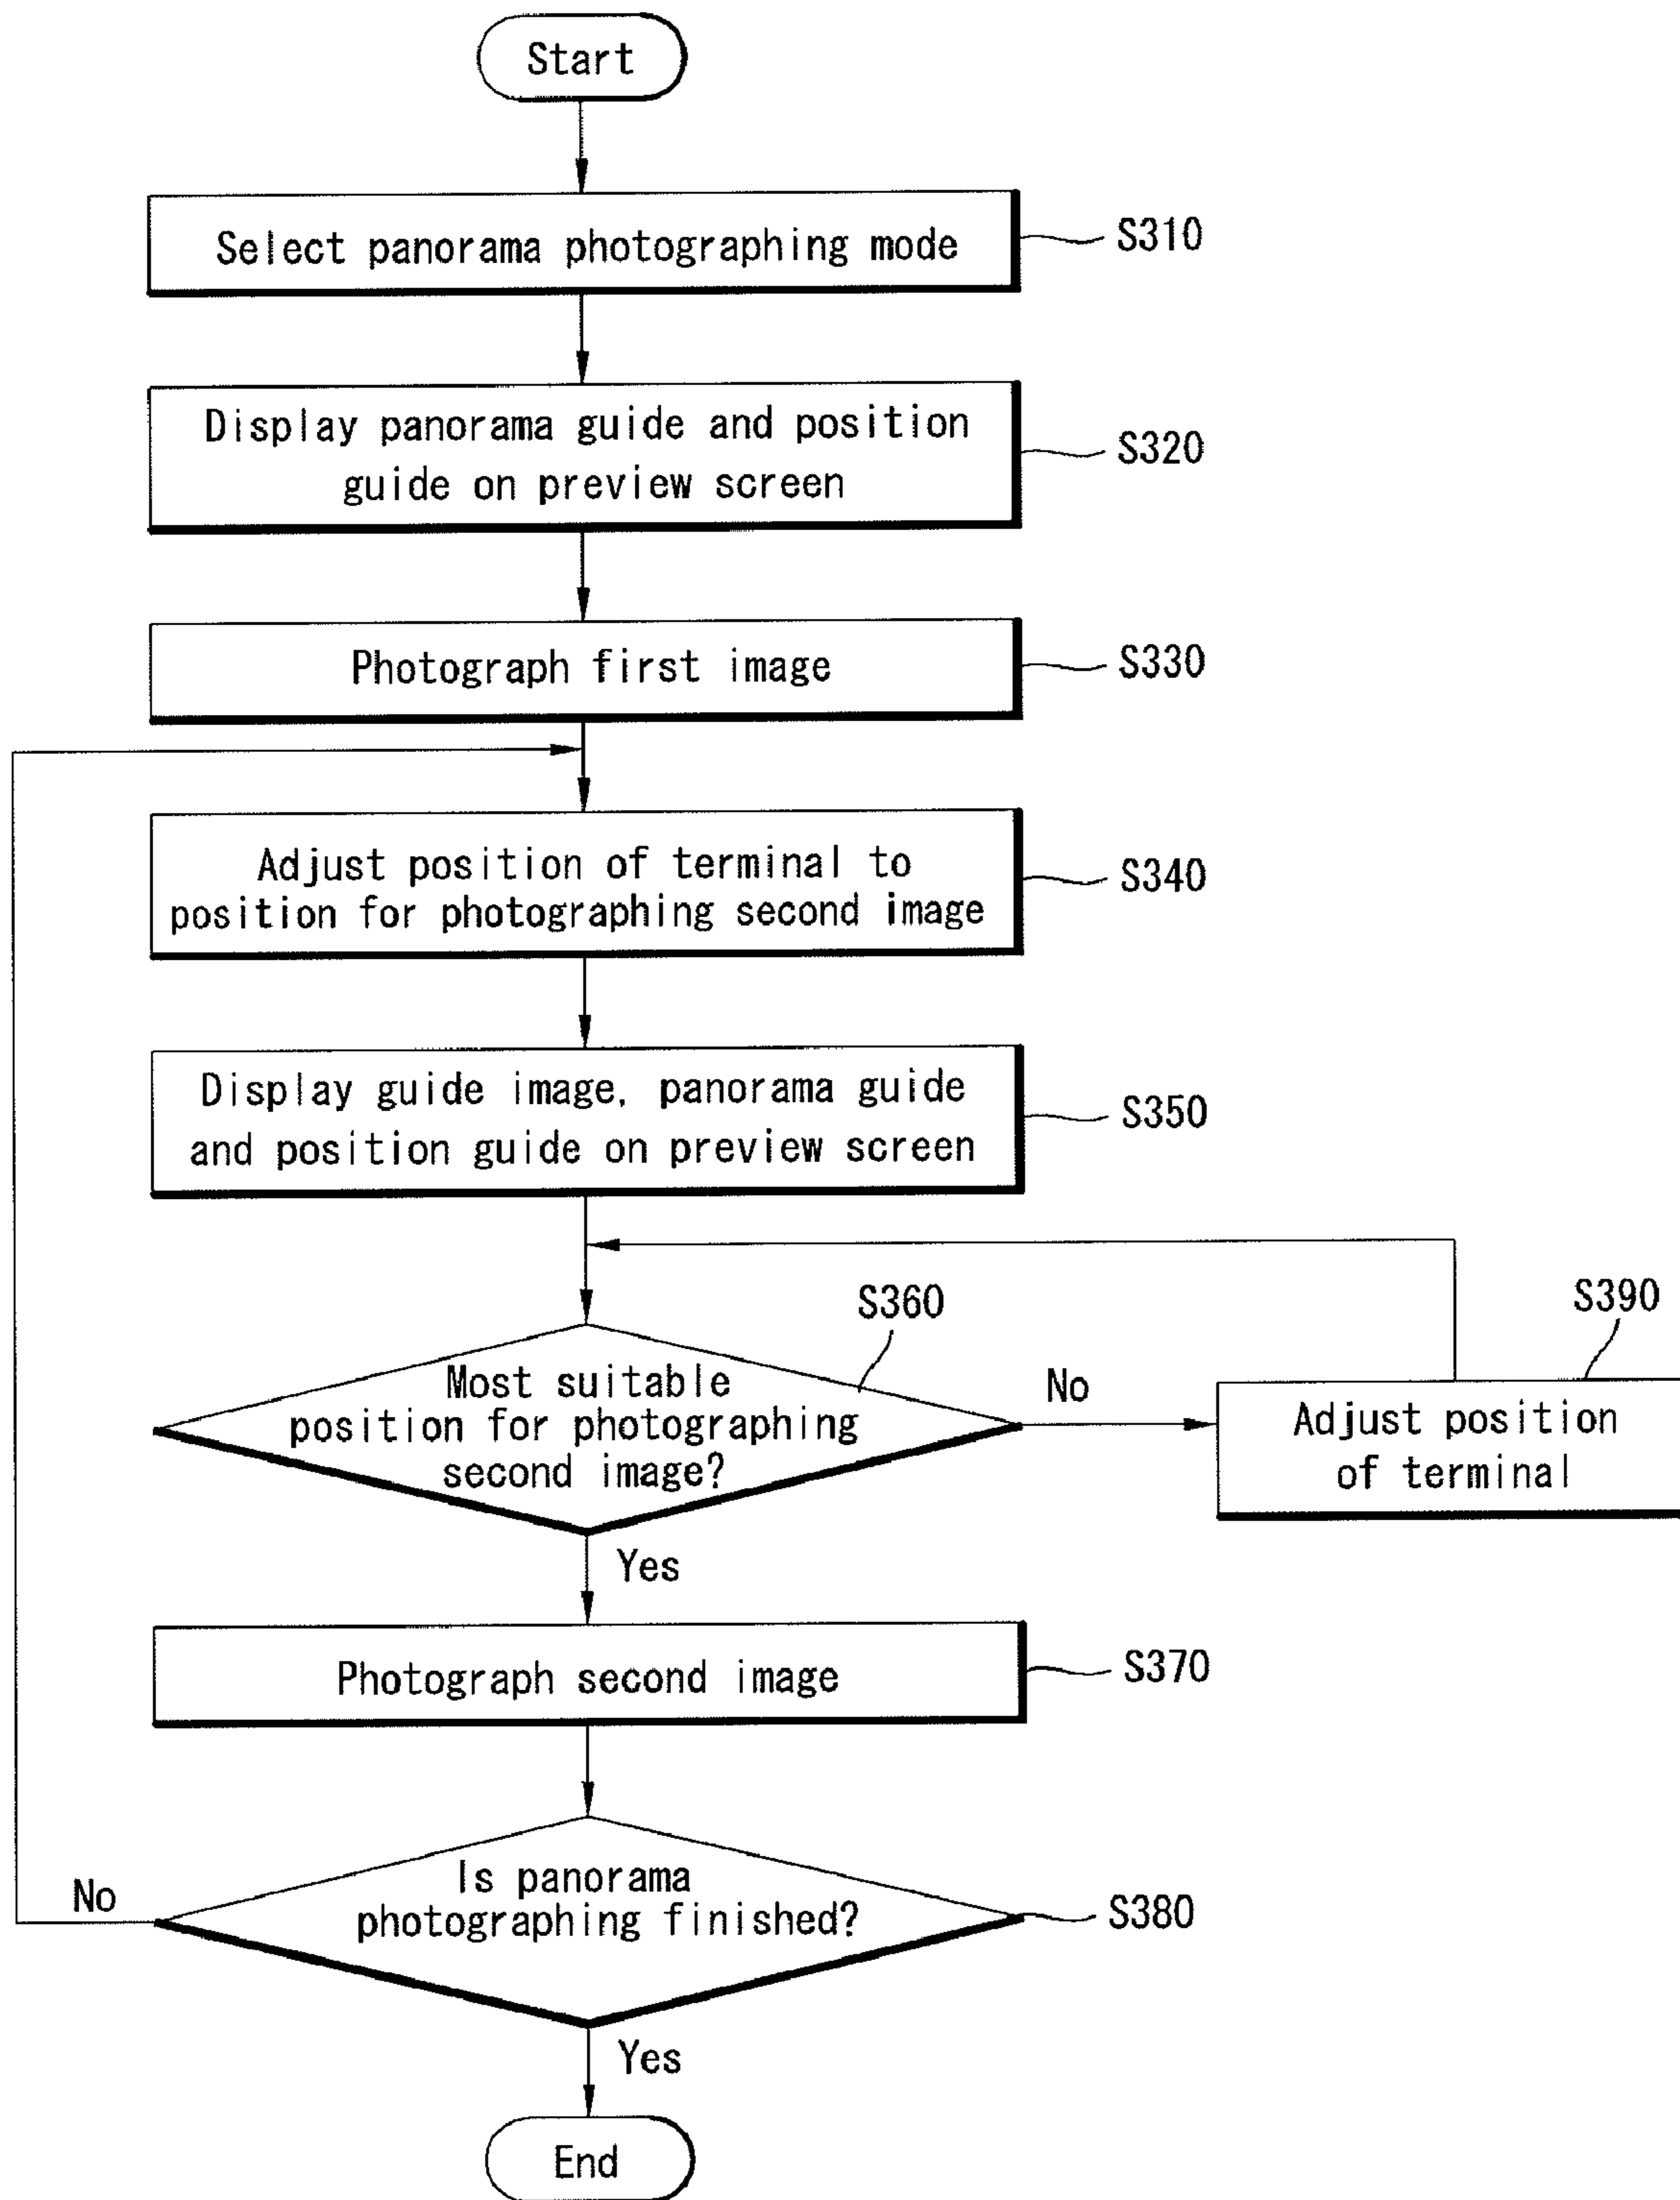 Start
Select panorama photographing mode
S310
Display panorama guide and position
guide on preview screen
S320
Photograph first image
S330
Adjust position of terminal to
position for photographing second image
S340
Display guide image, panorama guide
and position guide on preview screen
S350
S360
Most suitable
position for photographing
second image?
No
S390
Adjust position
of terminal
Yes
Photograph second image
S370
Is panorama
photographing finished?
No
S380
Yes
End